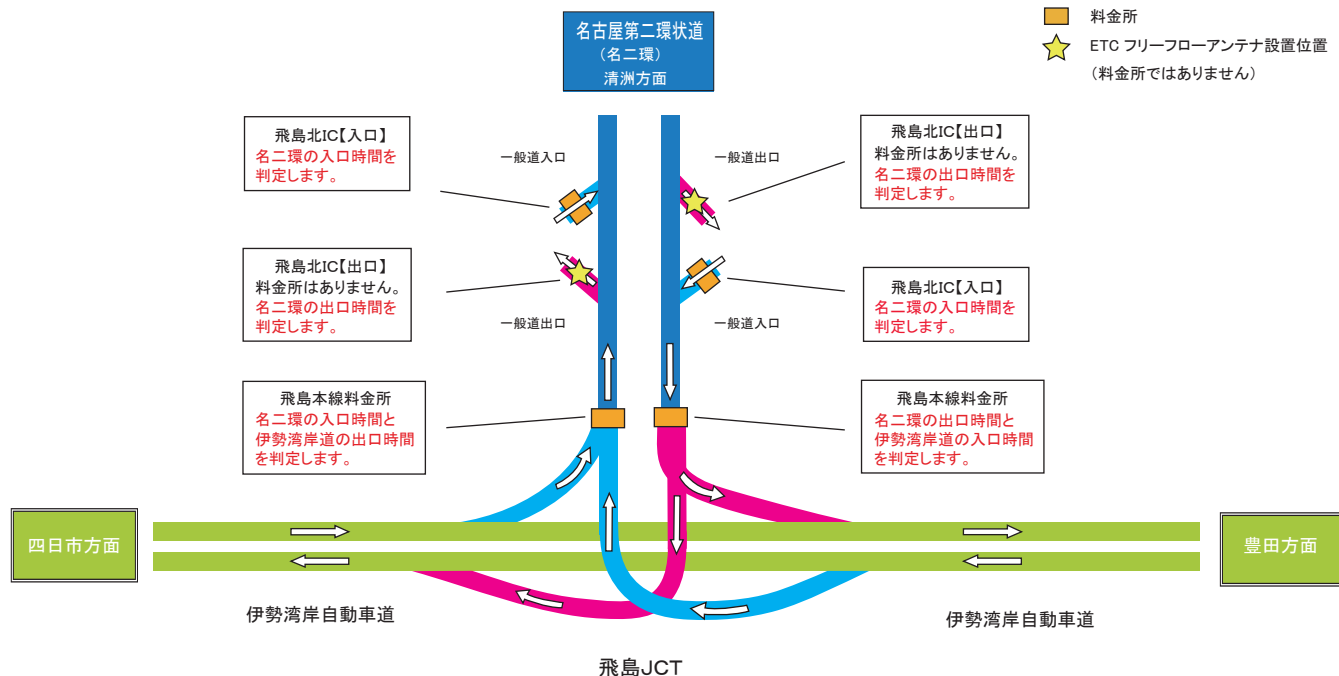 名古屋第二環状道
(名二環)
清洲方面
料金所
ETC フリーフローアンテナ設置位置
(料金所ではありません)
飛島北IC【入口】
名二環の入口時間を
判定します。
一般道入口
一般道出口
飛島北IC【出口】
料金所はありません。
名二環の出口時間を
判定します。
飛島北IC【出口】
料金所はありません。
名二環の出口時間を
判定します。
一般道出口
一般道入口
飛島北IC【入口】
名二環の入口時間を
判定します。
飛島本線料金所
名二環の入口時間と
伊勢湾岸道の出口時間
を判定します。
飛島本線料金所
名二環の出口時間と
伊勢湾岸道の入口時間
を判定します。
四日市方面
豊田方面
伊勢湾岸自動車道
伊勢湾岸自動車道
飛島JCT